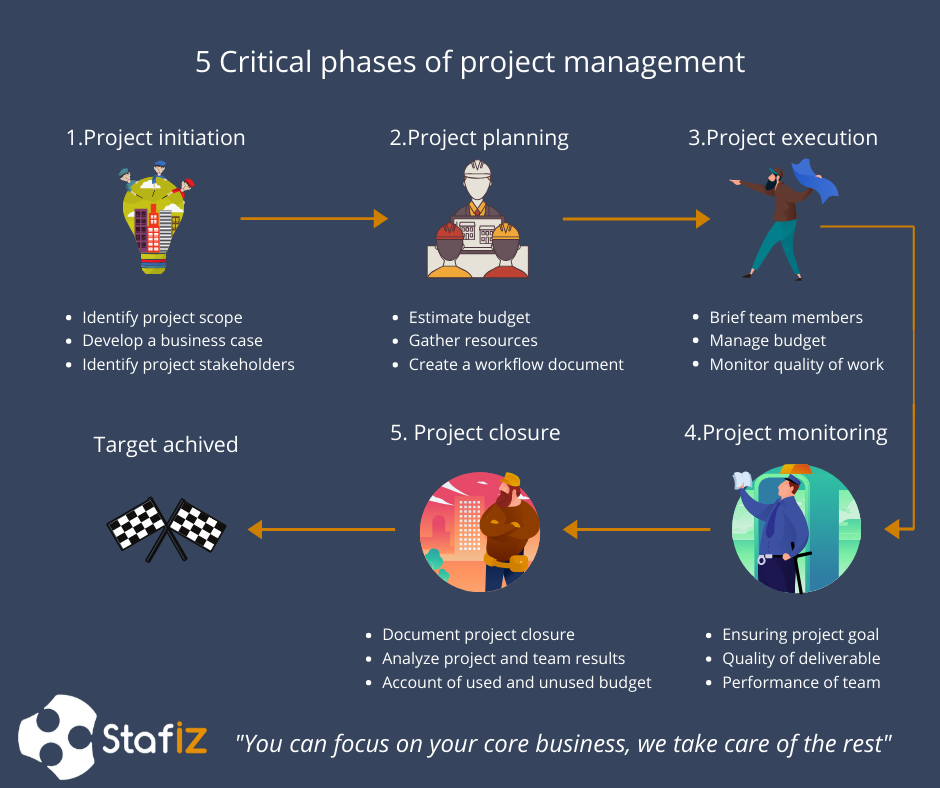 5 Critical phases of project management
1.Project initiation
Identify project scope
Develop a business case
Identify project stakeholders
2.Project planning
Estimate budget
Gather resources
Create a workflow document
3.Project execution
Brief team members
Manage budget
Monitor quality of work
4.Project monitoring
Ensuring project goal
Quality of deliverable
Performance of team
5. Project closure
Document project closure
Analyze project and team results
Account of used and unused budget
Target achived
Stafiz
"You can focus on your core business, we take care of the rest"